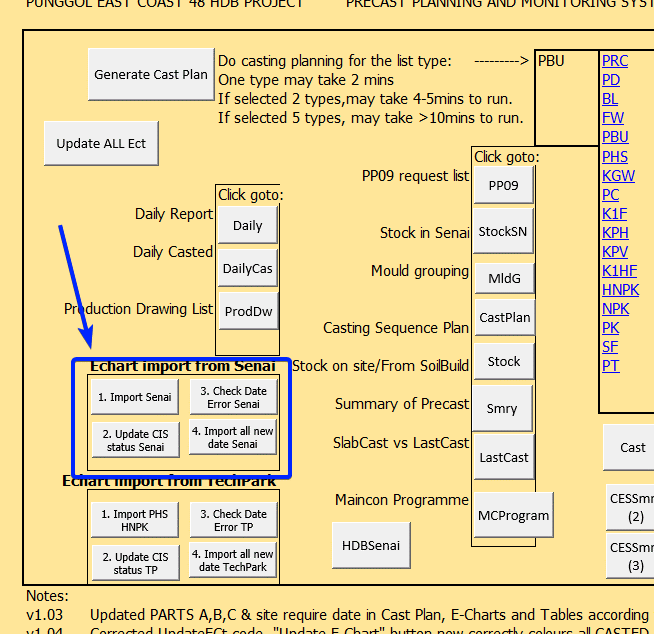 PUNGGOL EAST COAST 48 HDB PROJECT PRECAST PLANNING AND MONITORING
Generate Cast Plan
Do casting planning for the list type: ---------> PBU
One type may take 2 mins
If selected 2 types,may take 4-5mins to run.
If selected 5 types, may take >10mins to run.
PRC
PD
BL
FW
PBU
PHS
KGW
PC
K1F
KPH
KPV
K1HF
HNPK
NPK
PK
SF
PT
Update ALL Ect
Click goto:
Daily Report Daily
Daily Casted DailyCas
Production Drawing List ProdDw
Click goto:
PP09 request list PP09
Stock in Senai StockSN
Mould grouping MldG
Casting Sequence Plan CastPlan
Stock on site/From SoilBuild Stock
Summary of Precast Smry
SlabCast vs LastCast LastCast
Maincon Programme MCProgram
HDBSenai
Echart import from Senai
1. Import Senai
3. Check Date
Error Senai
2. Update CIS
status Senai
4. Import all new
date Senai
Echart import from TechPark
1. Import PHS
HNPK
3. Check Date
Error TP
2. Update CIS
status TP
4. Import all new
date TechPark
Cast
CESSmr
(2)
CESSmr
(3)
Notes:
v1.03 Updated PARTS A,B,C & site require date in Cast Plan, E-Charts and Tables according
v1.04 Corrected UpdateECt code. "Update E-Chart" button now correctly colours all CASTED